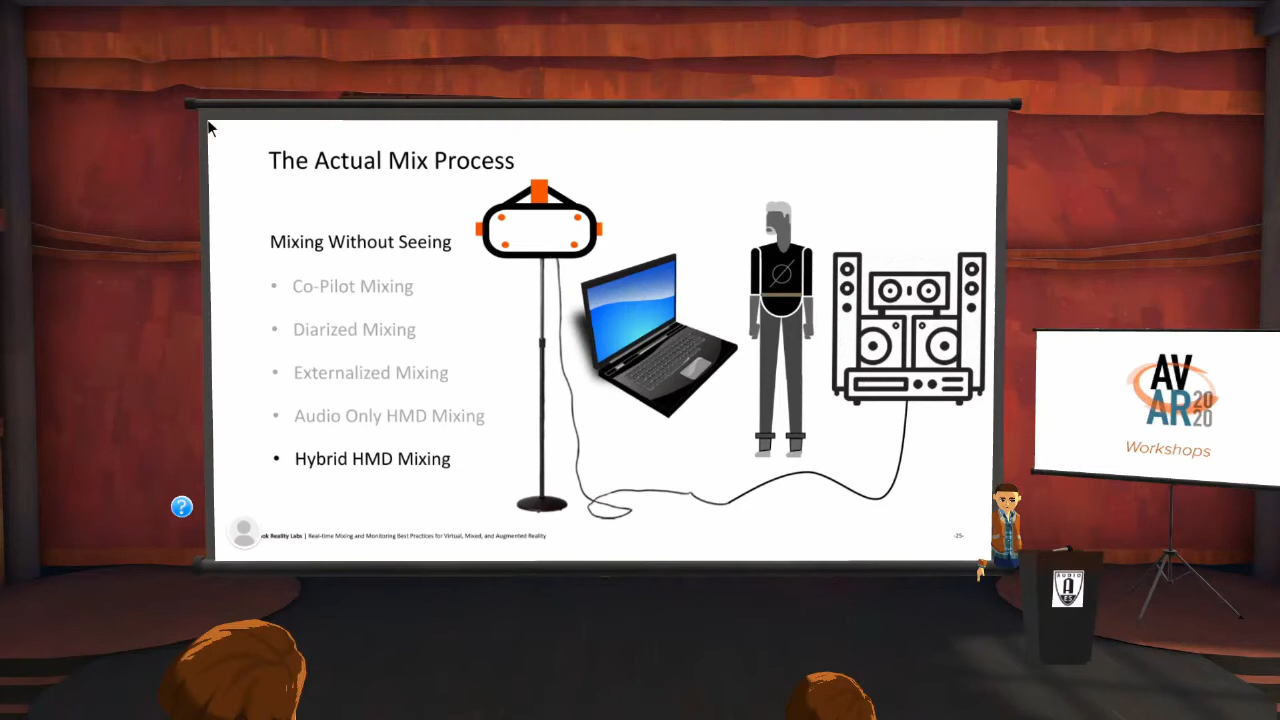 The Actual Mix Process
Mixing Without Seeing
• Co-Pilot Mixing
• Diarized Mixing
• Externalized Mixing
• Audio Only HMD Mixing
• Hybrid HMD Mixing
ok Reality Labs | Real-time Mixing and Monitoring Best Practices for Virtual, Mixed, and Augmented Reality
-25-
?
AV
AR 20
20
Workshops
AUDIO
A
ES